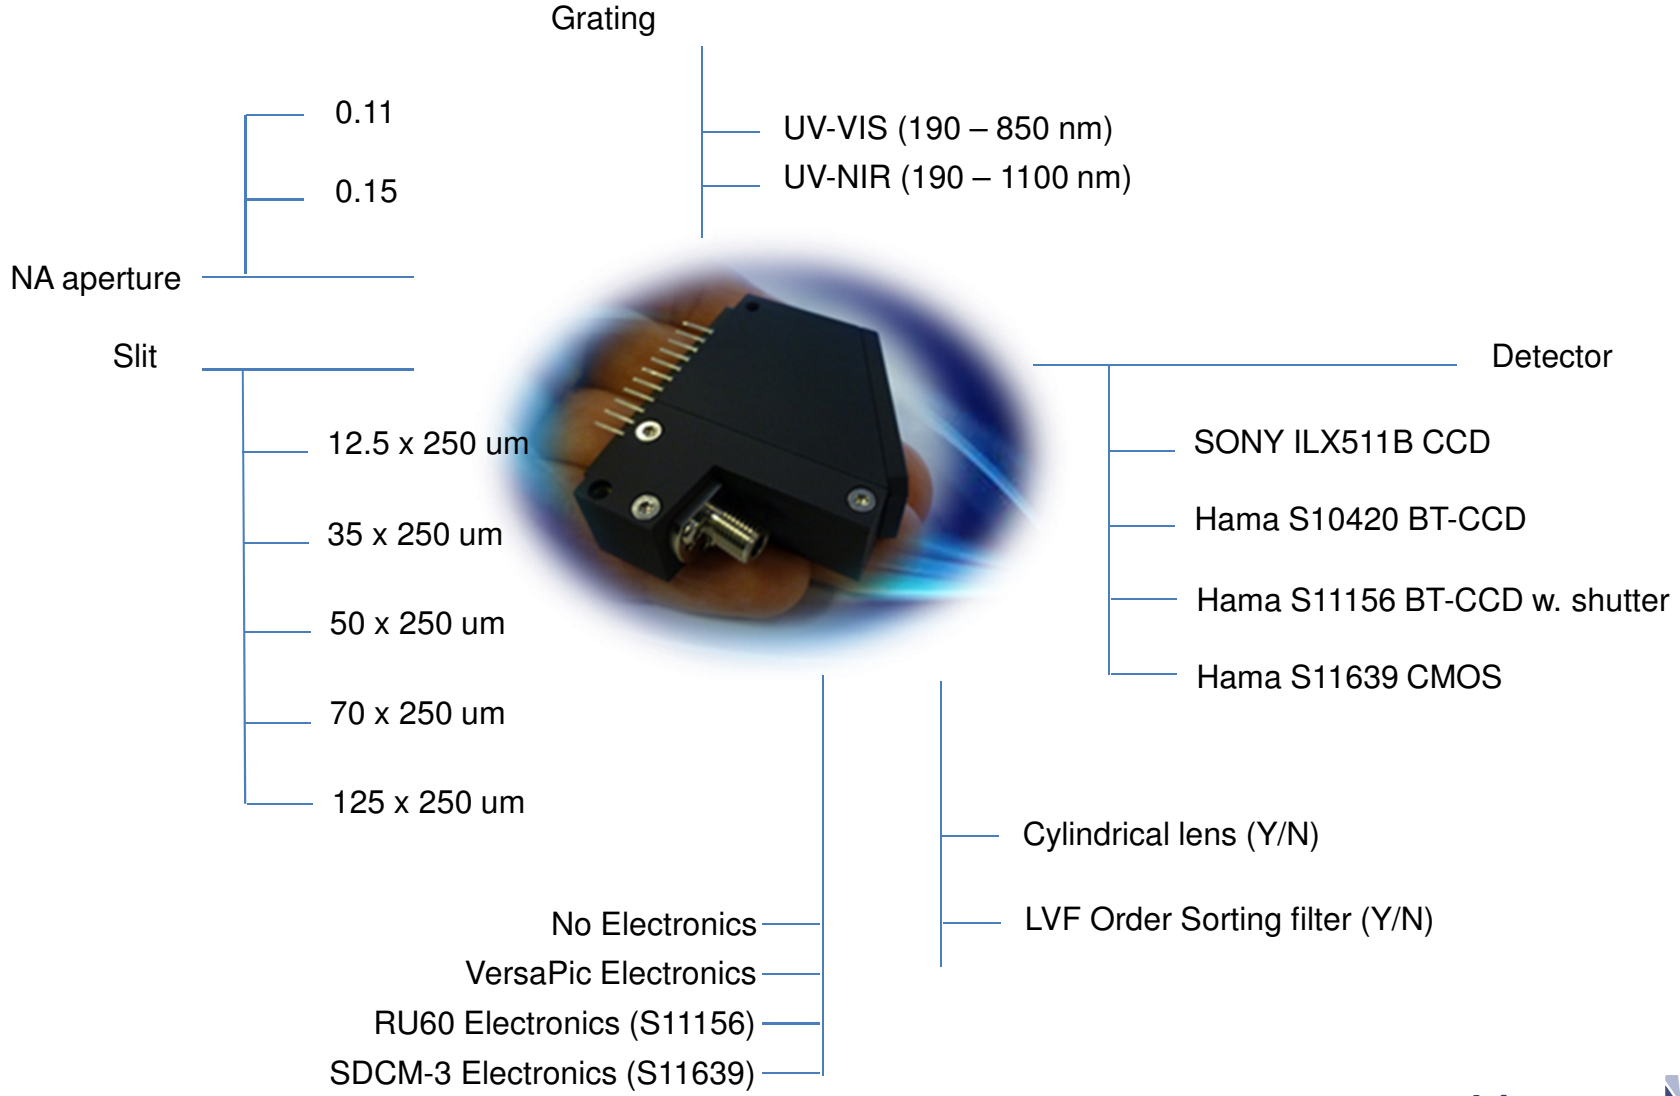 Grating
0.11
UV-VIS (190 – 850 nm)
0.15
UV-NIR (190 – 1100 nm)
NA aperture
Slit
12.5 x 250 um
35 x 250 um
50 x 250 um
70 x 250 um
125 x 250 um
Detector
SONY ILX511B CCD
Hama S10420 BT-CCD
Hama S11156 BT-CCD w. shutter
Hama S11639 CMOS
Cylindrical lens (Y/N)
LVF Order Sorting filter (Y/N)
No Electronics
VersaPic Electronics
RU60 Electronics (S11156)
SDCM-3 Electronics (S11639)